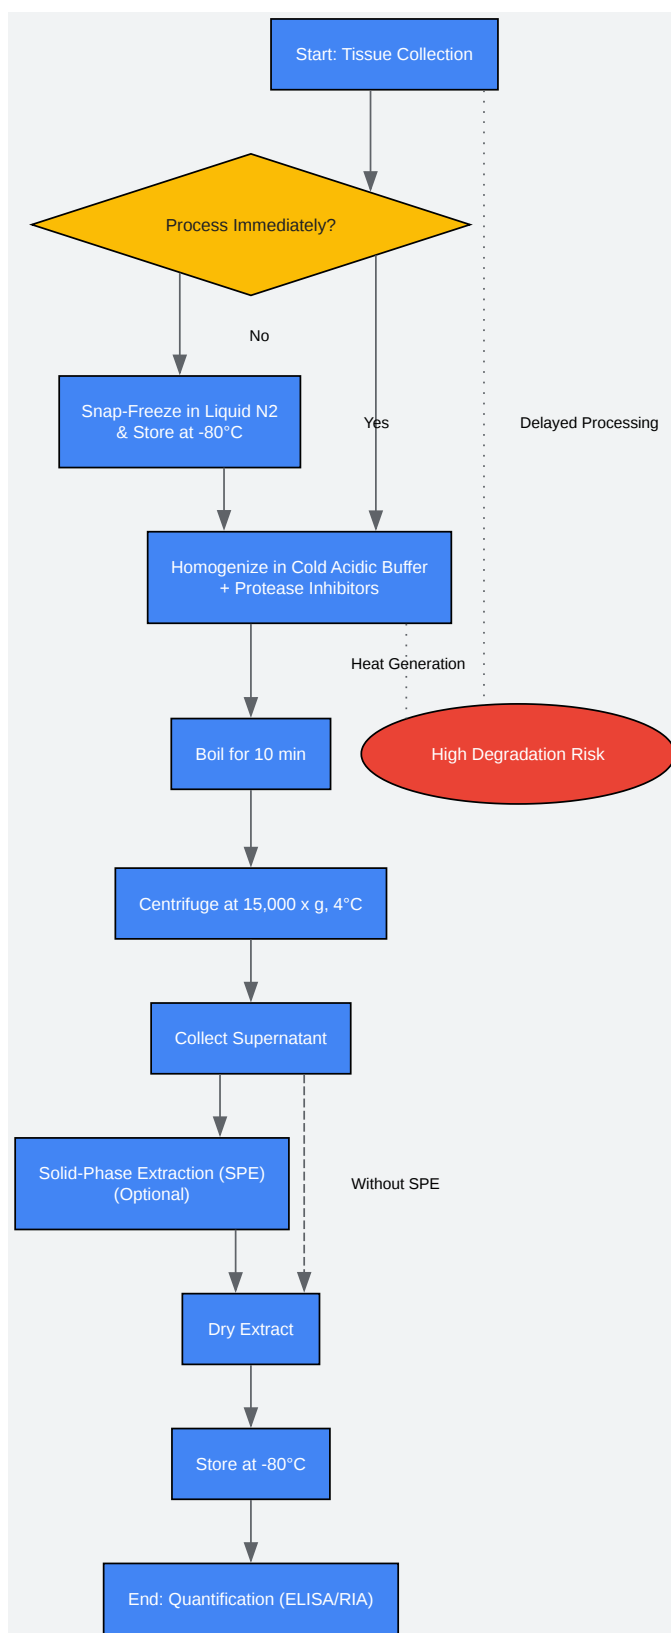 Start: Tissue Collection
Process Immediately?
No
Snap-Freeze in Liquid N2
& Store at -80°C
Yes
Delayed Processing
Homogenize in Cold Acidic Buffer
+ Protease Inhibitors
Heat Generation
Boil for 10 min
High Degradation Risk
Centrifuge at 15,000 x g, 4°C
Collect Supernatant
Solid-Phase Extraction (SPE)
(Optional)
Without SPE
Dry Extract
Store at -80°C
End: Quantification (ELISA/RIA)